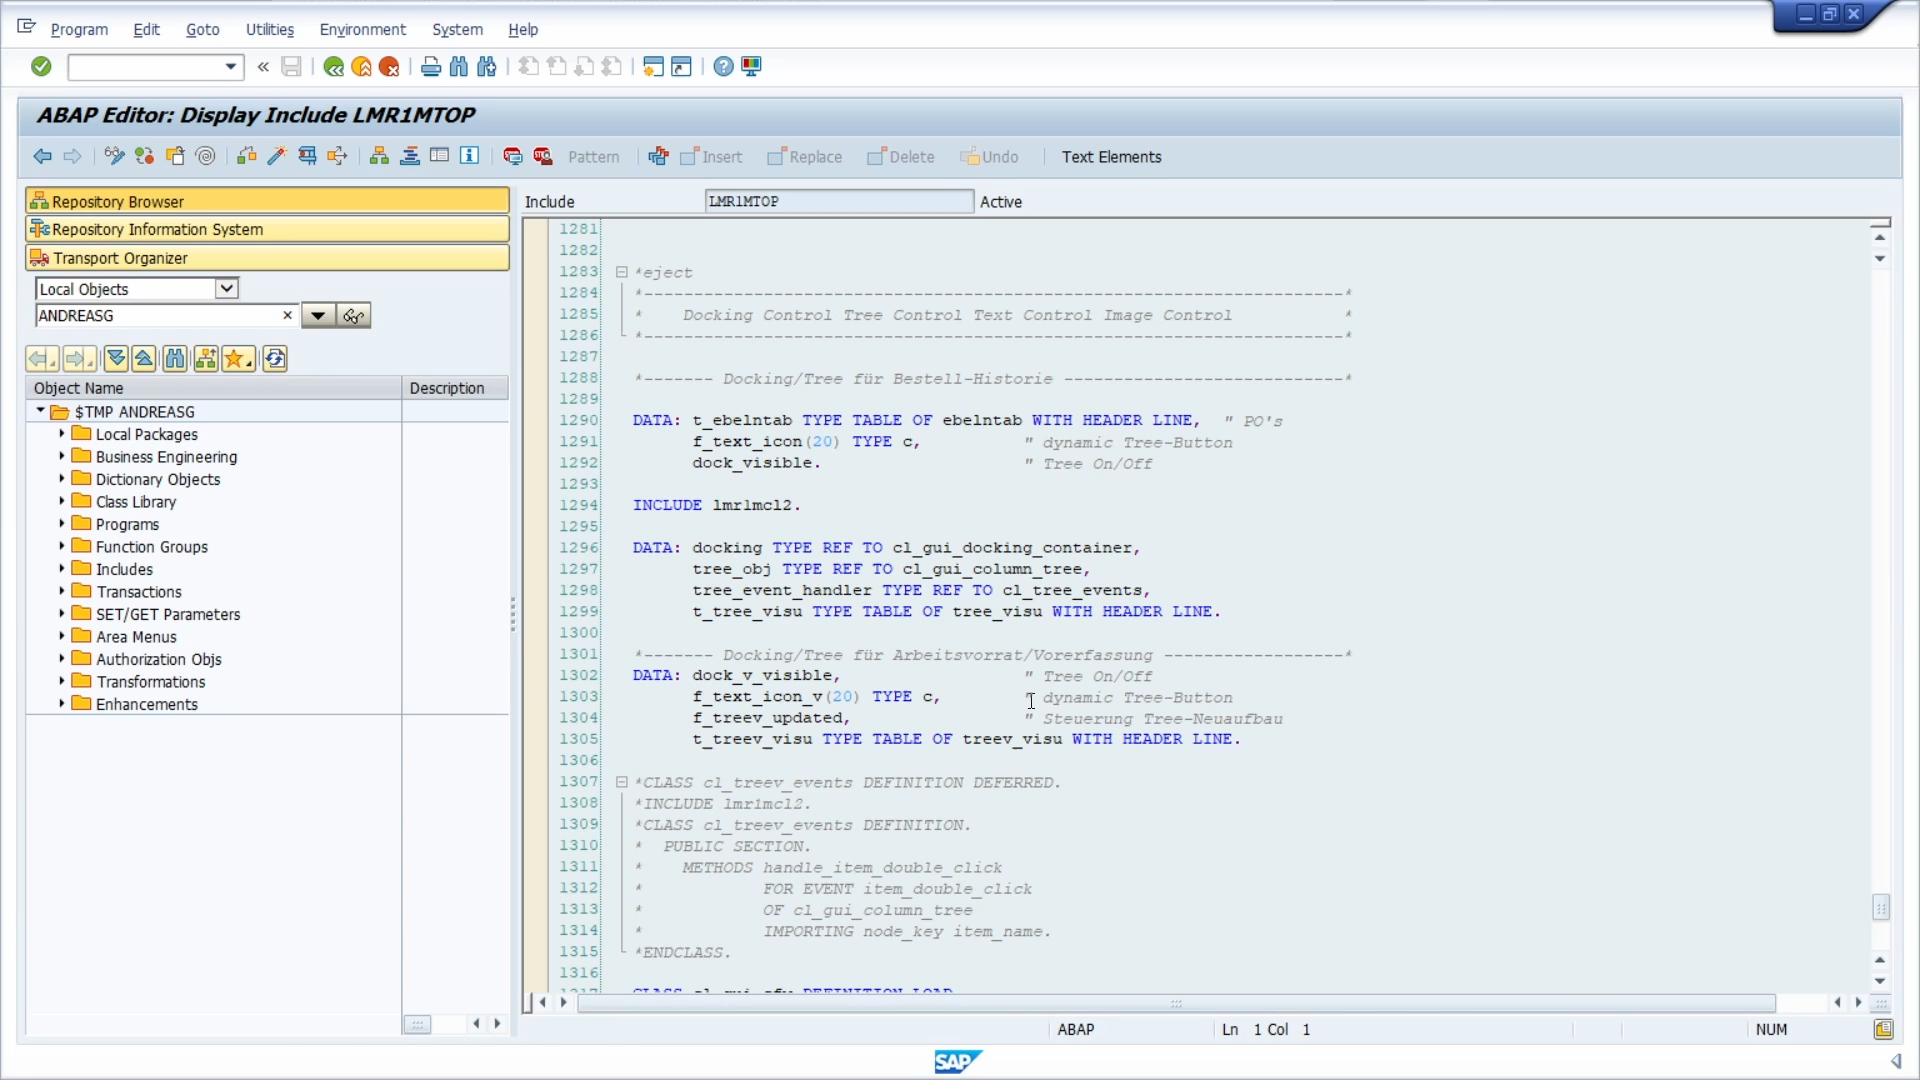 Program Edit Goto Utilities Environment System Help
ABAP Editor: Display Include LMR1MTOP
Pattern Insert Replace Delete Undo Text Elements
Repository Browser
Repository Information System
Transport Organizer
Local Objects
ANDREASG
Object Name Description
$TMP ANDREASG
Local Packages
Business Engineering
Dictionary Objects
Class Library
Programs
Function Groups
Includes
Transactions
SET/GET Parameters
Area Menus
Authorization Objs
Transformations
Enhancements
Include LMR1MTOP Active
1281
1282
1283 *eject
1284 *----------------------------------------------------------------------*
1285 * Docking Control Tree Control Text Control Image Control *
1286 *----------------------------------------------------------------------*
1287
1288 *------- Docking/Tree für Bestell-Historie ----------------------------*
1289
1290 DATA: t_ebelntab TYPE TABLE OF ebelntab WITH HEADER LINE, " PO's
1291 f_text_icon(20) TYPE c, " dynamic Tree-Button
1292 dock_visible. " Tree On/Off
1293
1294 INCLUDE lmr1mcl2.
1295
1296 DATA: docking TYPE REF TO cl_gui_docking_container,
1297 tree_obj TYPE REF TO cl_gui_column_tree,
1298 tree_event_handler TYPE REF TO cl_tree_events,
1299 t_tree_visu TYPE TABLE OF tree_visu WITH HEADER LINE.
1300
1301 *------- Docking/Tree für Arbeitsvorrat/Vorerfassung ------------------*
1302 DATA: dock_v_visible, " Tree On/Off
1303 f_text_icon_v(20) TYPE c, " dynamic Tree-Button
1304 f_treev_updated, " Steuerung Tree-Neuaufbau
1305 t_treev_visu TYPE TABLE OF treev_visu WITH HEADER LINE.
1306
1307 *CLASS cl_treev_events DEFINITION DEFERRED.
1308 *INCLUDE lmr1mcl2.
1309 *CLASS cl_treev_events DEFINITION.
1310 * PUBLIC SECTION.
1311 * METHODS handle_item_double_click
1312 * FOR EVENT item_double_click
1313 * OF cl_gui_column_tree
1314 * IMPORTING node_key item_name.
1315 *ENDCLASS.
1316
1317 CLASS cl_gui_cfw DEFINITION LOAD.
ABAP Ln 1 Col 1 NUM
SAP